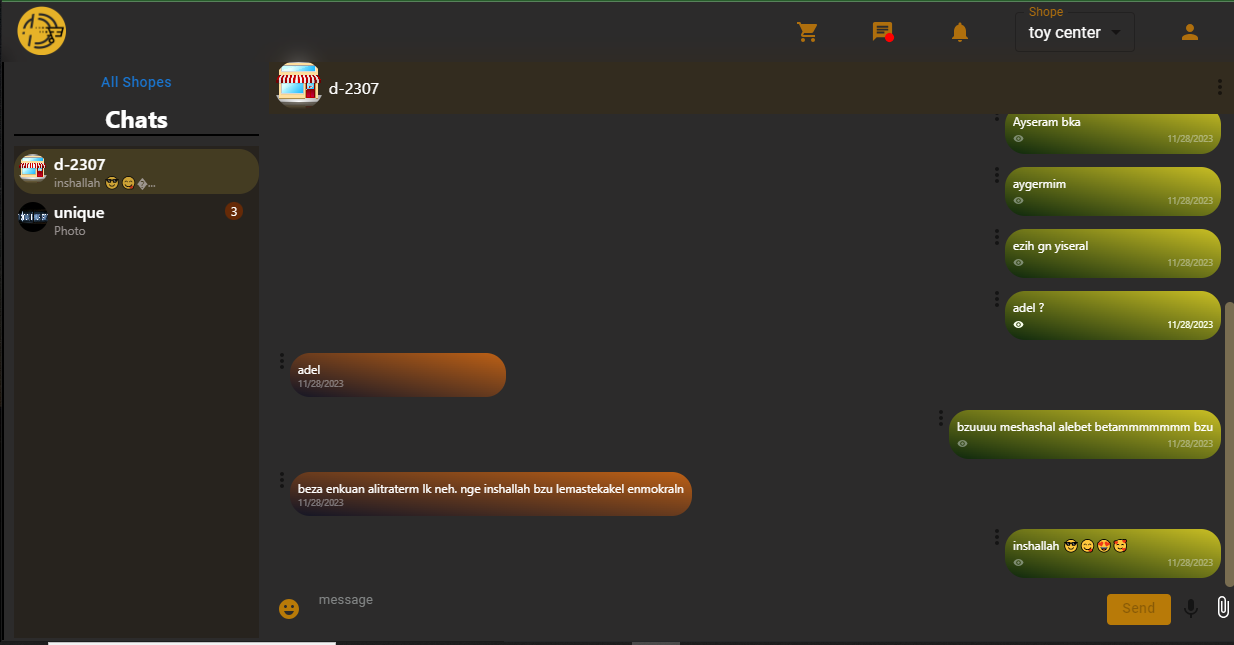 Shope
toy center
All Shopes
Chats
d-2307
inshallah 😎 😋 �...
unique
3
Photo
d-2307
Ayseram bka
11/28/2023
aygermim
11/28/2023
ezih gn yiseral
11/28/2023
adel ?
11/28/2023
adel
11/28/2023
bzuuuu meshashal alebet betammmmmmm bzu
11/28/2023
beza enkuan alitraterm lk neh. nge inshallah bzu lemastekakel enmokraln
11/28/2023
inshallah 😎😋😍🥰
11/28/2023
message
Send